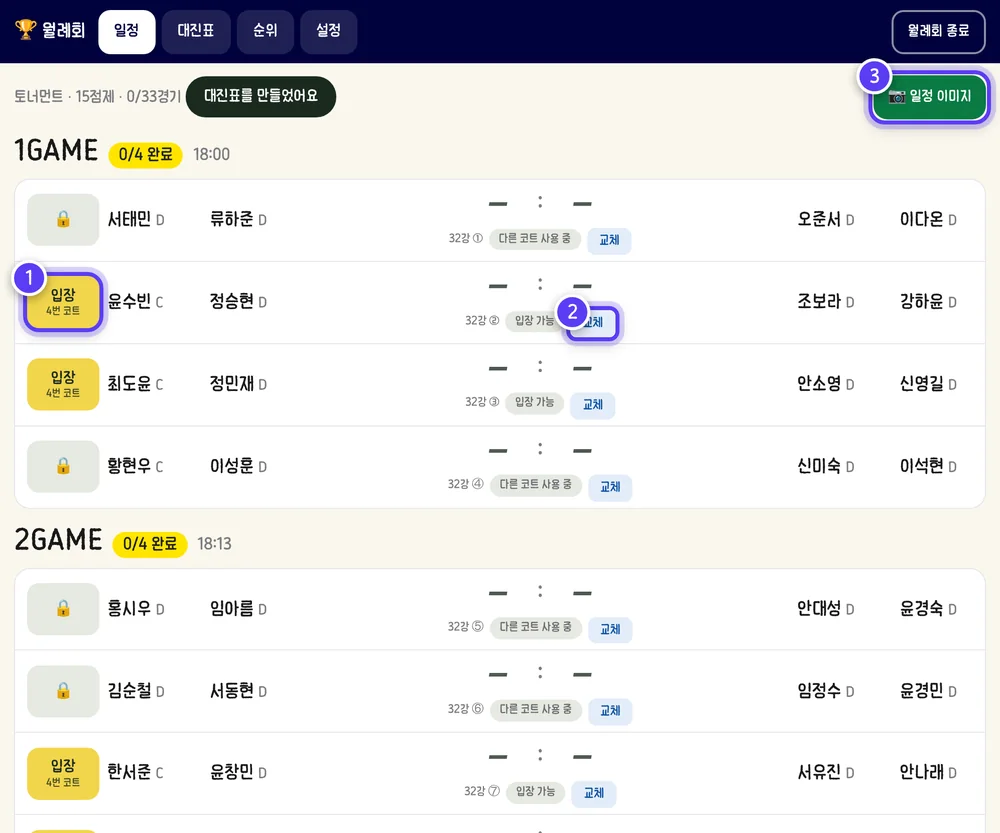 🏆 월례회 일정 대진표 순위 설정 월례회 종료
토너먼트 · 15점제 · 0/33경기 대진표를 만들었어요 3 📷 일정 이미지
1GAME 0/4 완료 18:00
🔒 서태민 D 류하준 D — : — 오준서 D 이다온 D
32강 ① 다른 코트 사용 중 교체
1 입장 윤수빈 C 정승현 D — : — 조보라 D 강하윤 D
4번 코트 32강 ② 입장 가능 2 교체
입장 최도윤 C 정민재 D — : — 안소영 D 신영길 D
4번 코트 32강 ③ 입장 가능 교체
🔒 황현우 C 이성훈 D — : — 신미숙 D 이석현 D
32강 ④ 다른 코트 사용 중 교체
2GAME 0/4 완료 18:13
🔒 홍시우 D 임아름 D — : — 안대성 D 윤경숙 D
32강 ⑤ 다른 코트 사용 중 교체
🔒 김순철 D 서동현 D — : — 임정수 D 윤경민 D
32강 ⑥ 다른 코트 사용 중 교체
입장 한서준 C 윤창민 D — : — 서유진 D 안나래 D
4번 코트 32강 ⑦ 입장 가능 교체